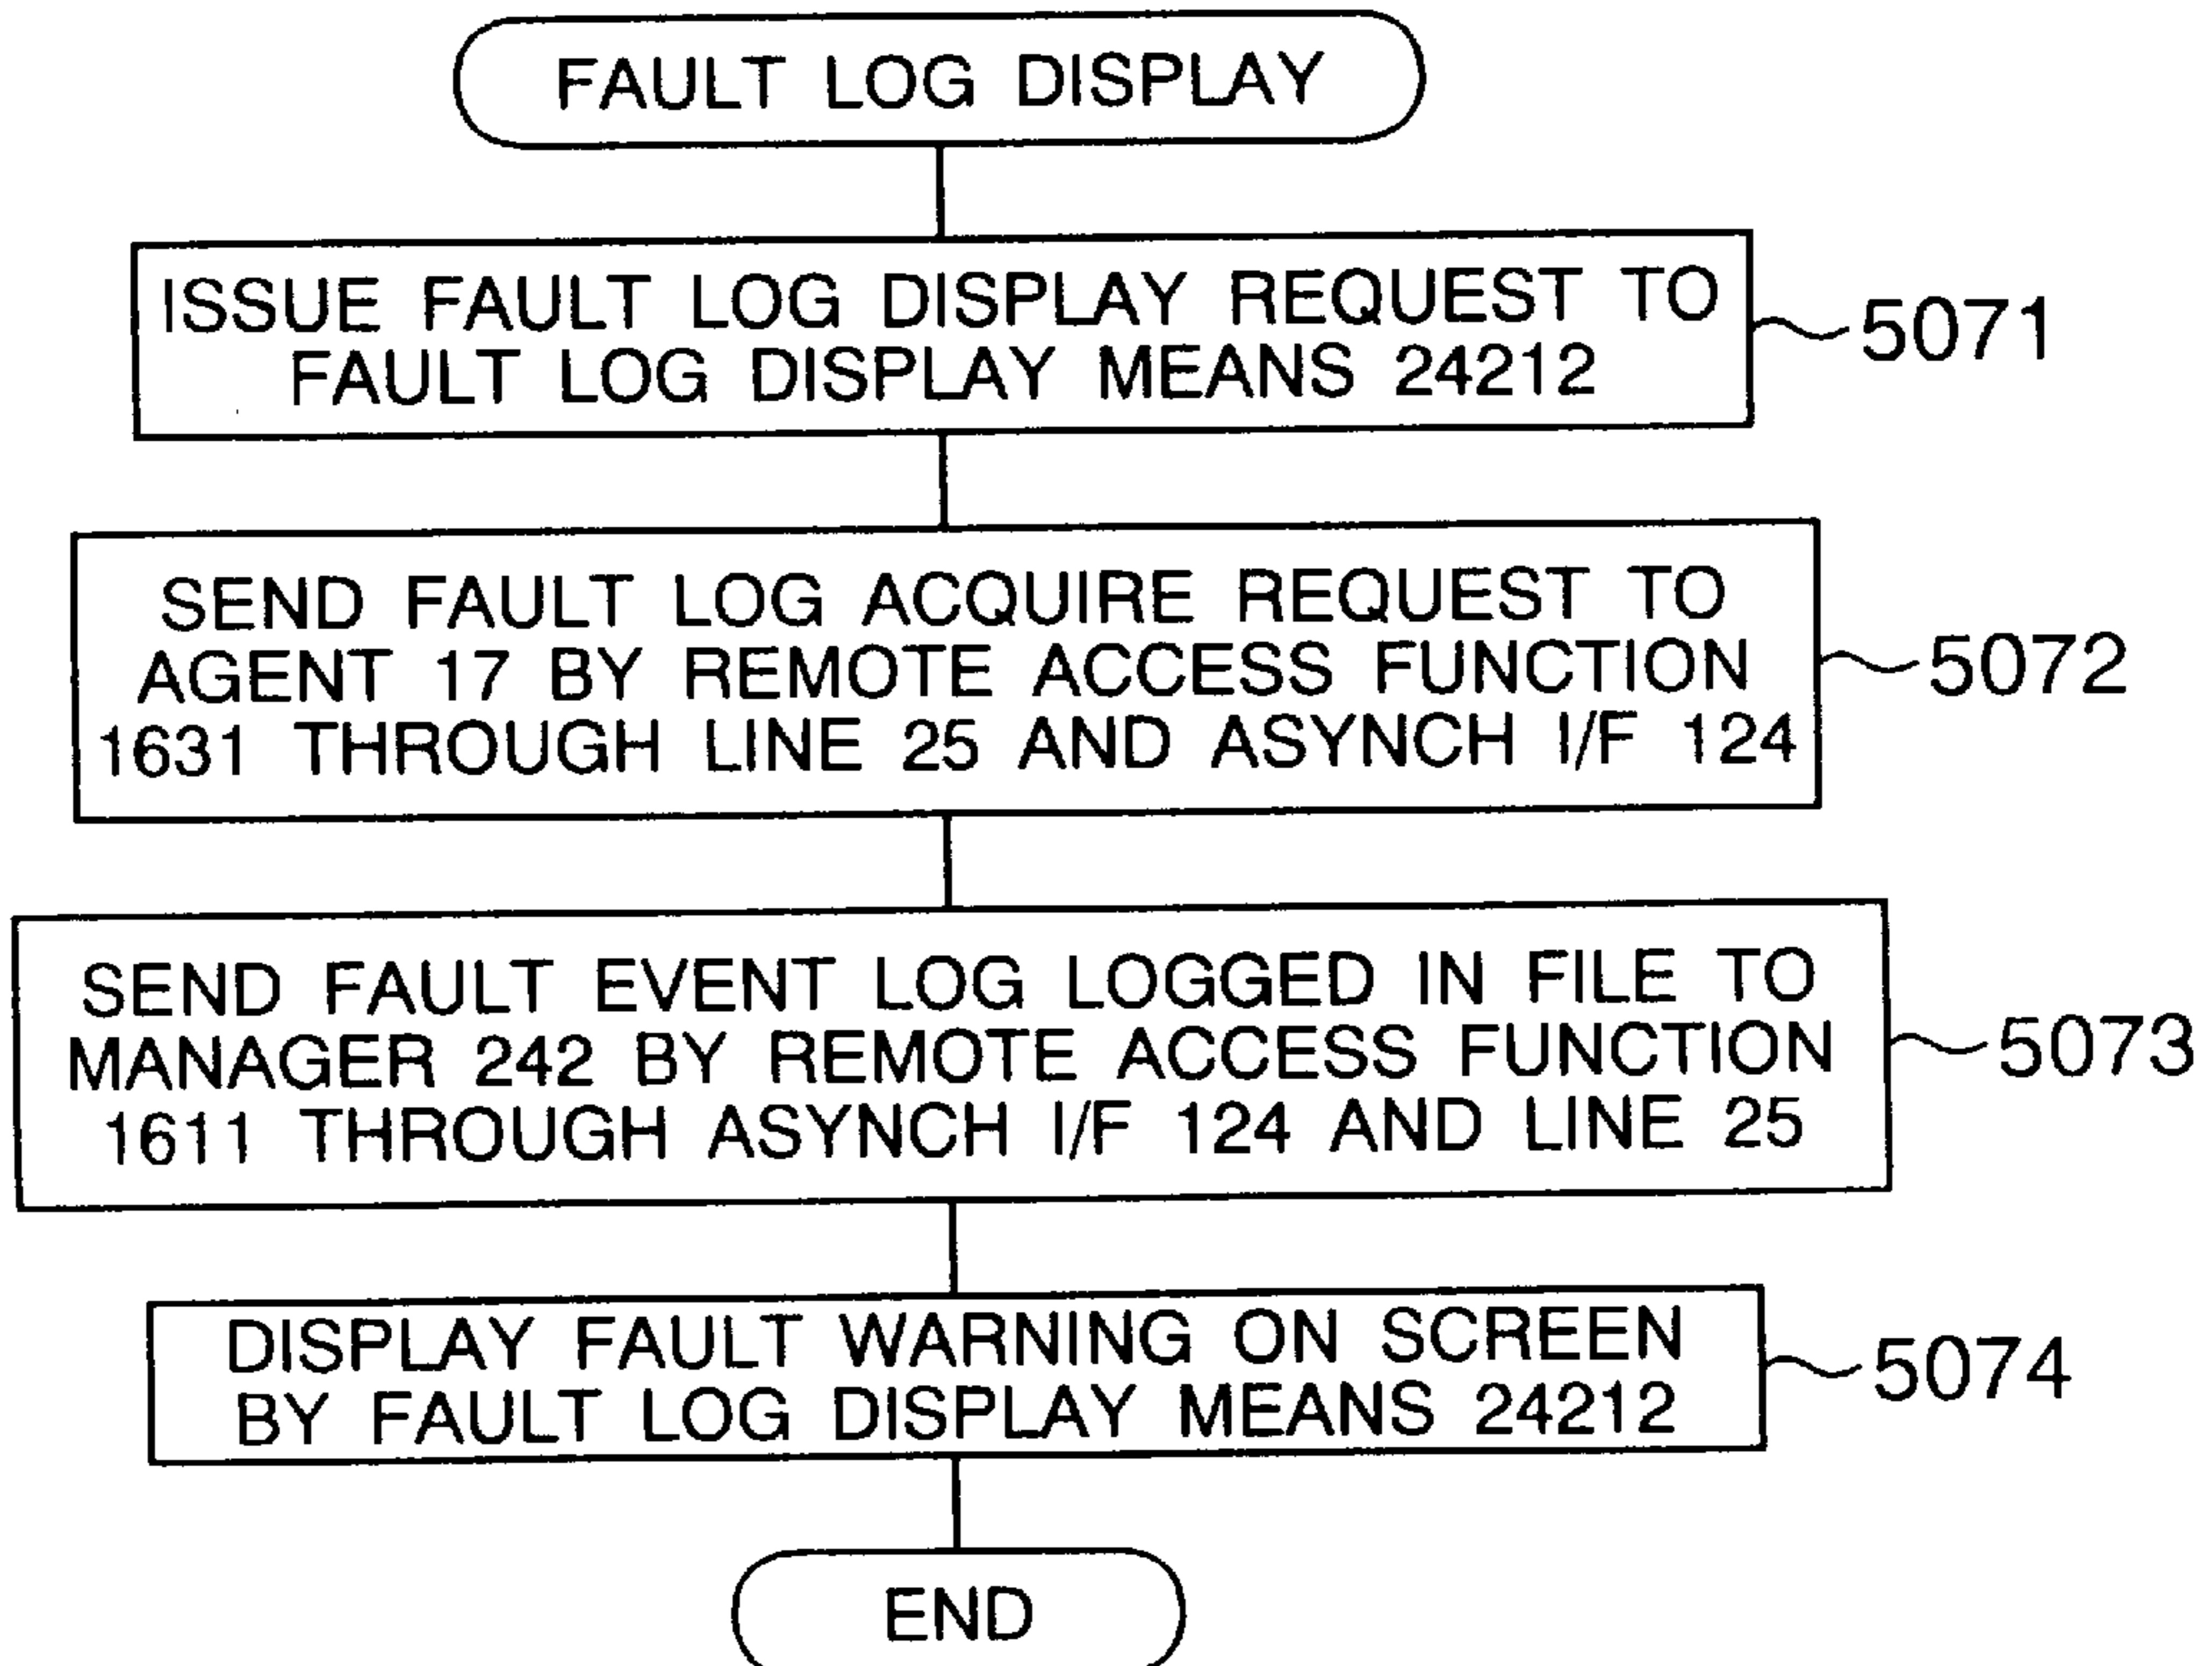 FAULT LOG DISPLAY
ISSUE FAULT LOG DISPLAY REQUEST TO
FAULT LOG DISPLAY MEANS 24212
5071
SEND FAULT LOG ACQUIRE REQUEST TO
AGENT 17 BY REMOTE ACCESS FUNCTION
1631 THROUGH LINE 25 AND ASYNCH I/F 124
5072
SEND FAULT EVENT LOG LOGGED IN FILE TO
MANAGER 242 BY REMOTE ACCESS FUNCTION
1611 THROUGH ASYNCH I/F 124 AND LINE 25
5073
DISPLAY FAULT WARNING ON SCREEN
BY FAULT LOG DISPLAY MEANS 24212
5074
END